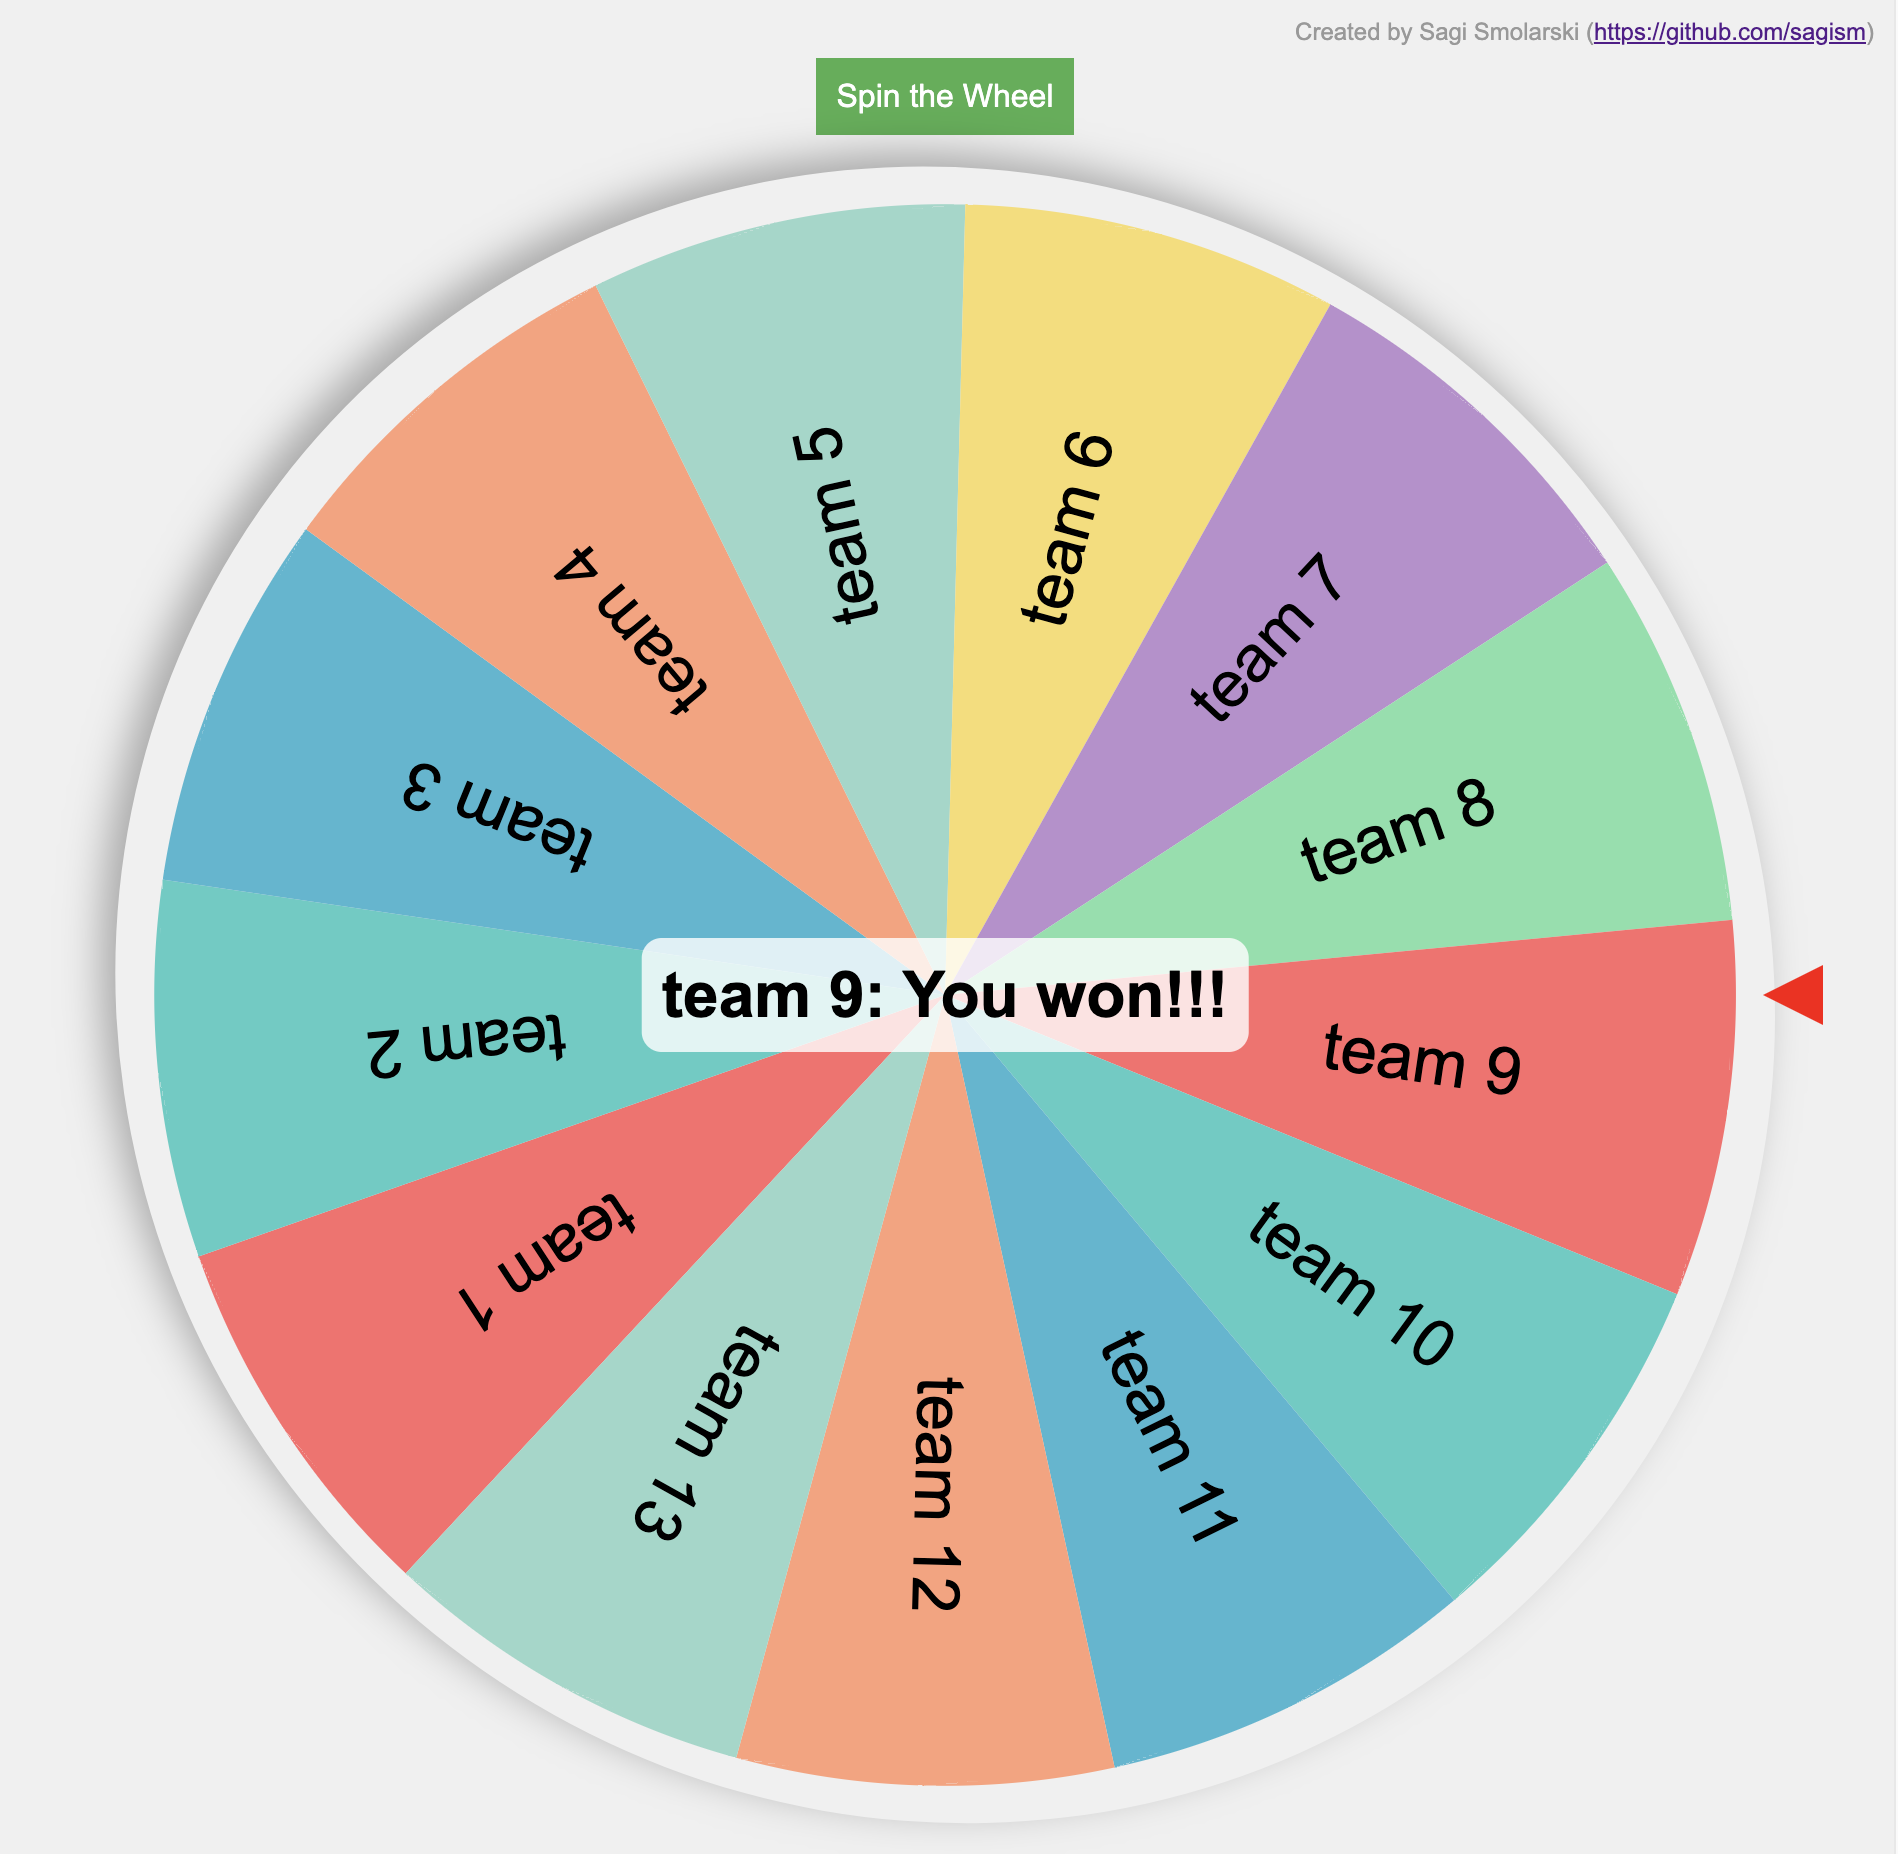 Created by Sagi Smolarski (https://github.com/sagism)
Spin the Wheel
team 5
team 6
team 4
team 7
team 3
team 8
team 9: You won!!!
team 2
team 9
team 1
team 10
team 13
team 11
team 12